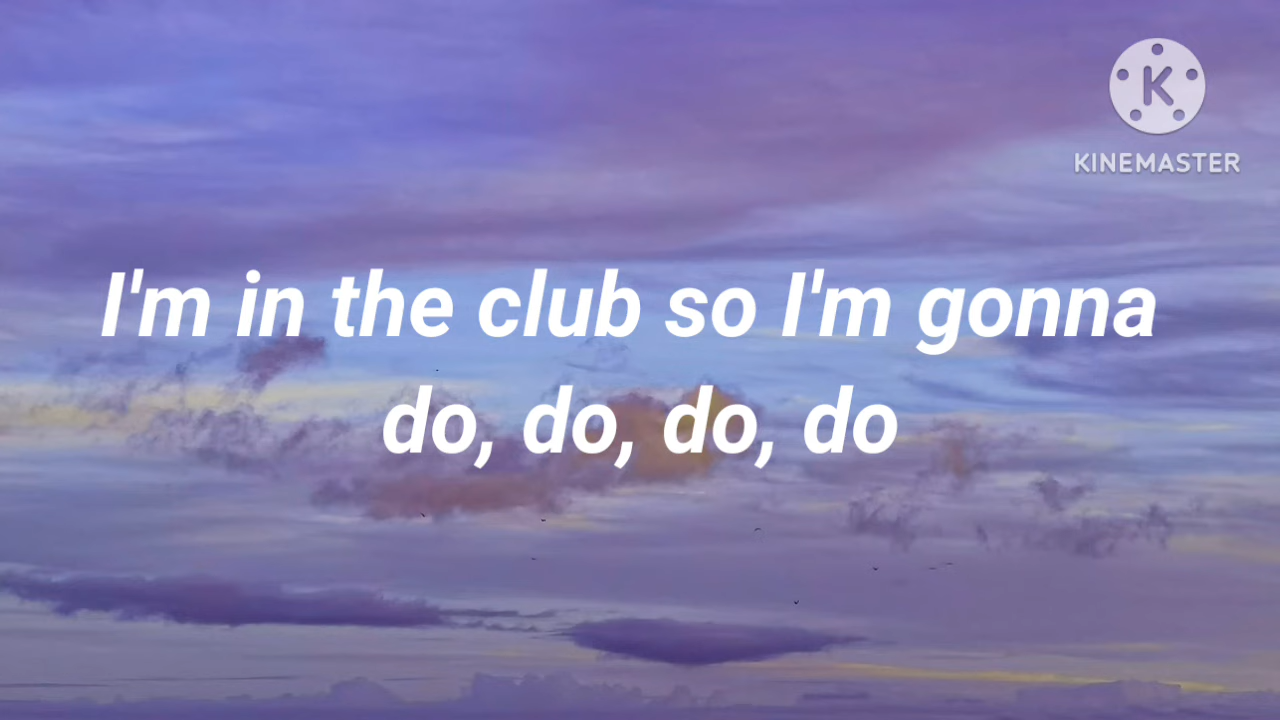 K
KINEMASTER
I'm in the club so I'm gonna
do, do, do, do